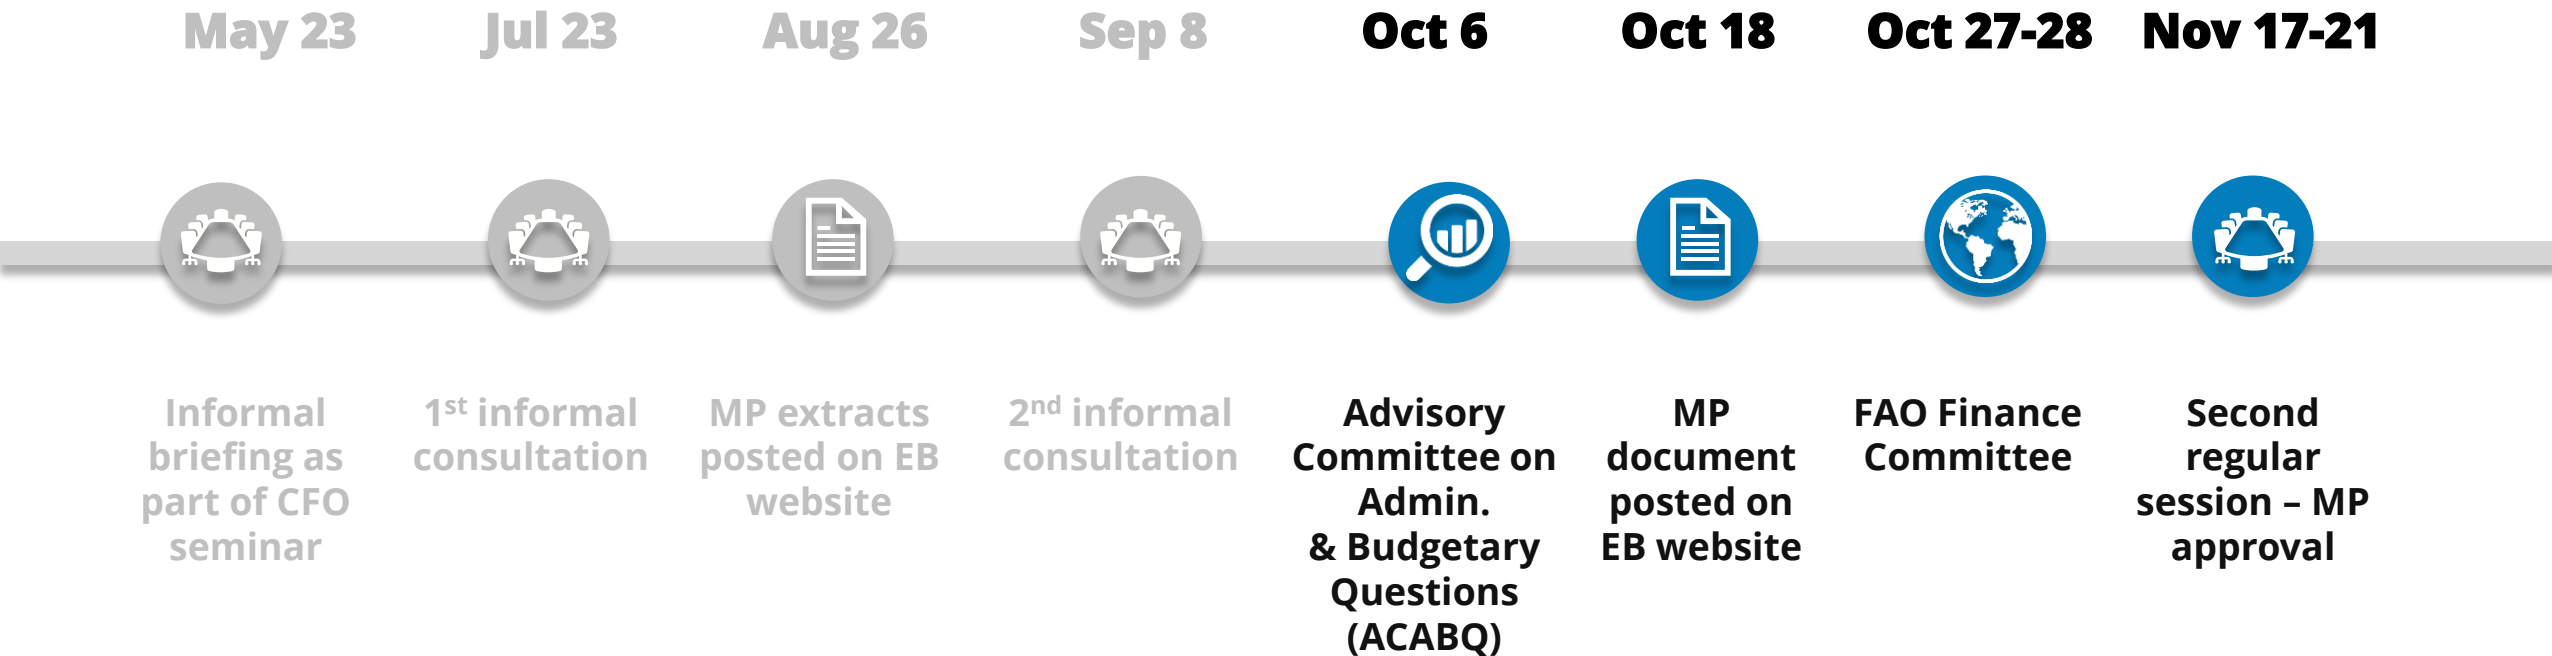 May 23
Jul 23
Aug 26
Sep 8
Oct 6
Oct 18
Oct 27-28
Nov 17-21
Informal
briefing as
part of CFO
seminar
1st informal
consultation
MP extracts
posted on EB
website
2nd informal
consultation
Advisory
Committee on
Admin.
& Budgetary
Questions
(ACABQ)
MP
document
posted on
EB website
FAO Finance
Committee
Second
regular
session – MP
approval